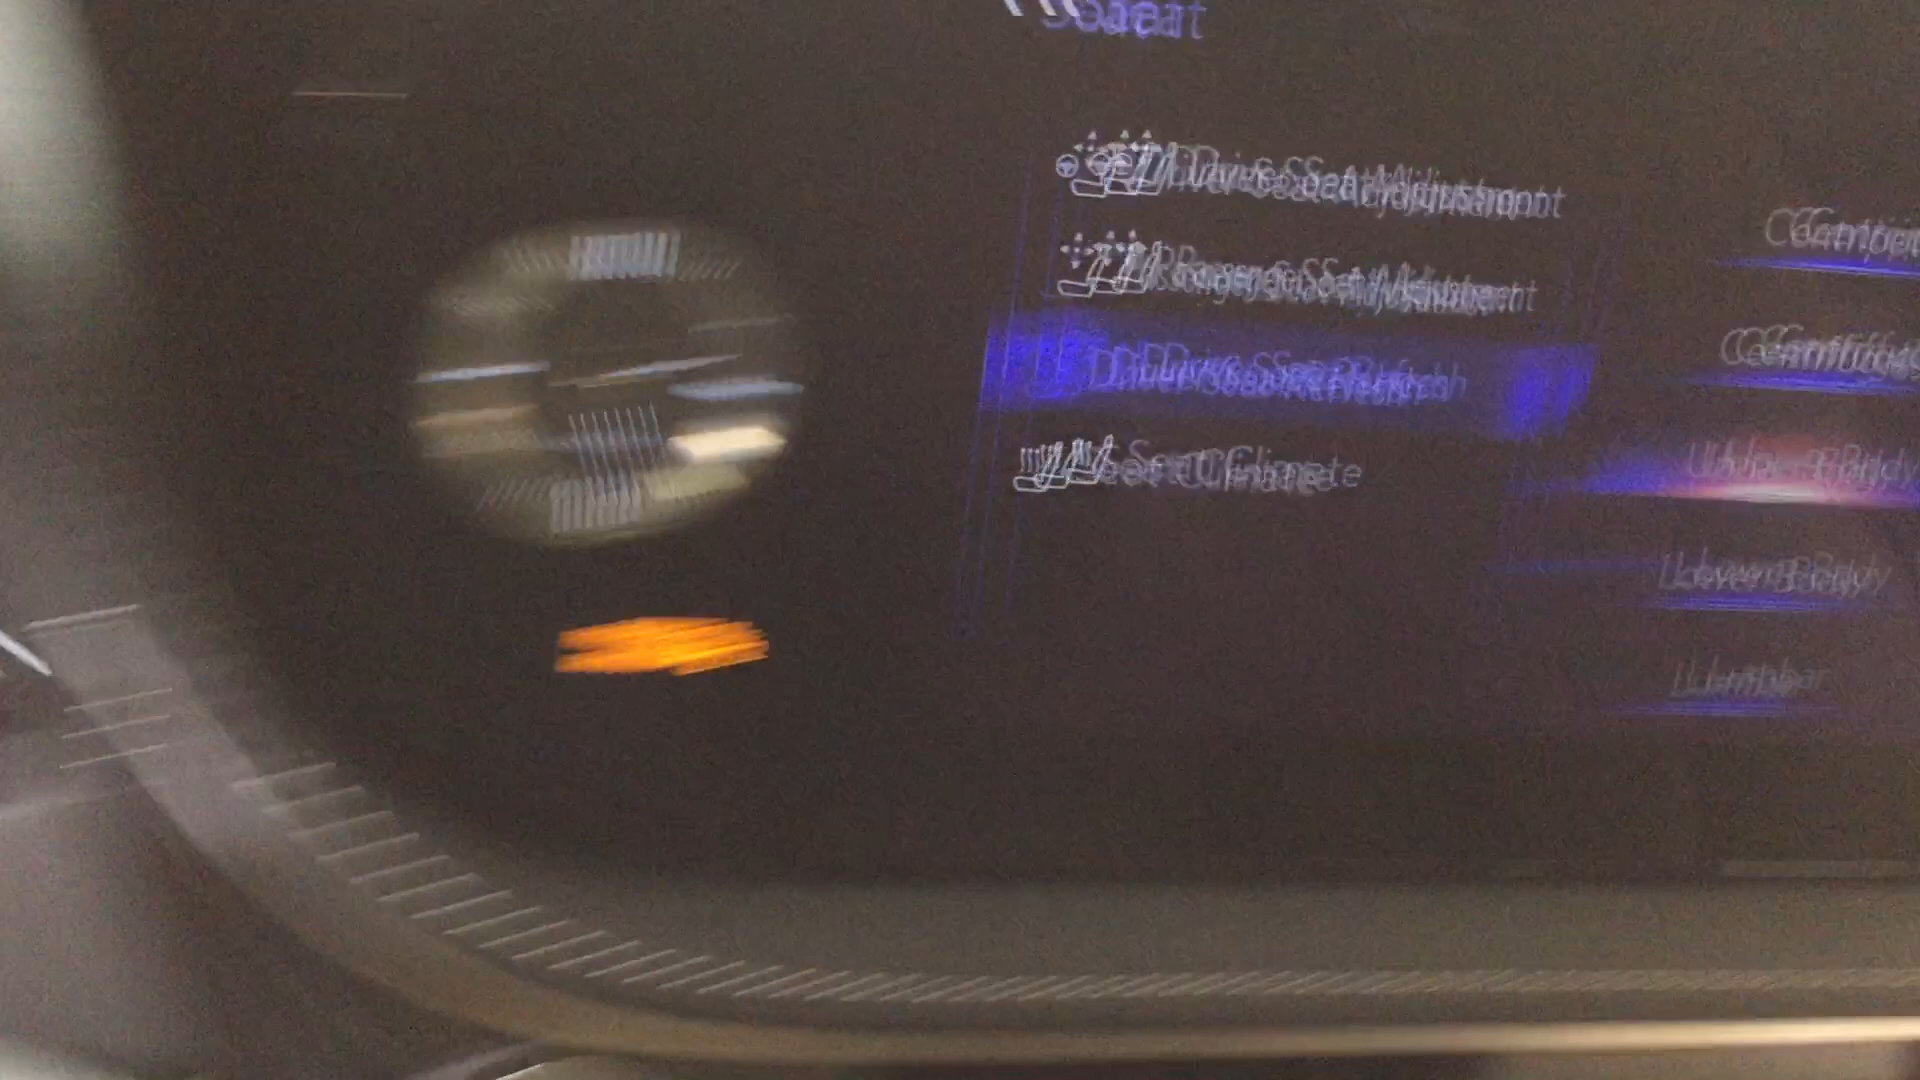 Seat
Driver Seat Adjustment
Passenger Seat Adjustment
Driver Seat Refresh
Seat Climate
Upper Body
Lower Body
Lumbar